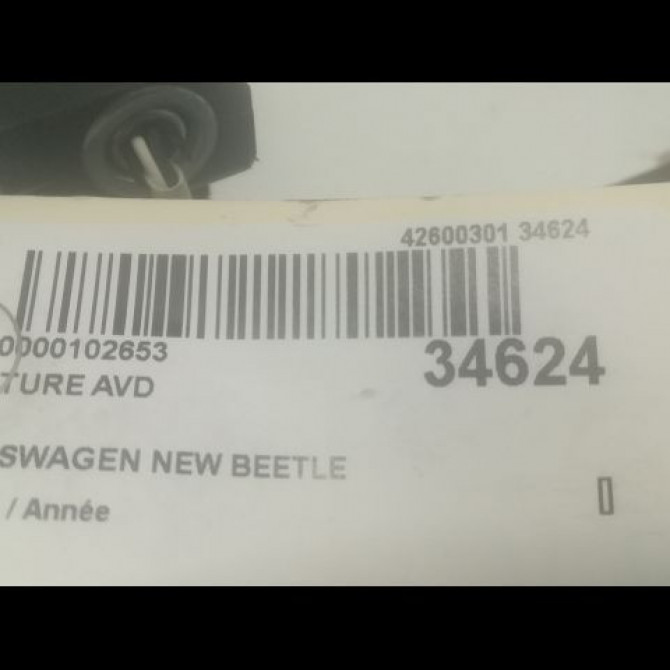 42600301 34624
0000102653
34624
TURE AVD
SWAGEN NEW BEETLE
/ Année